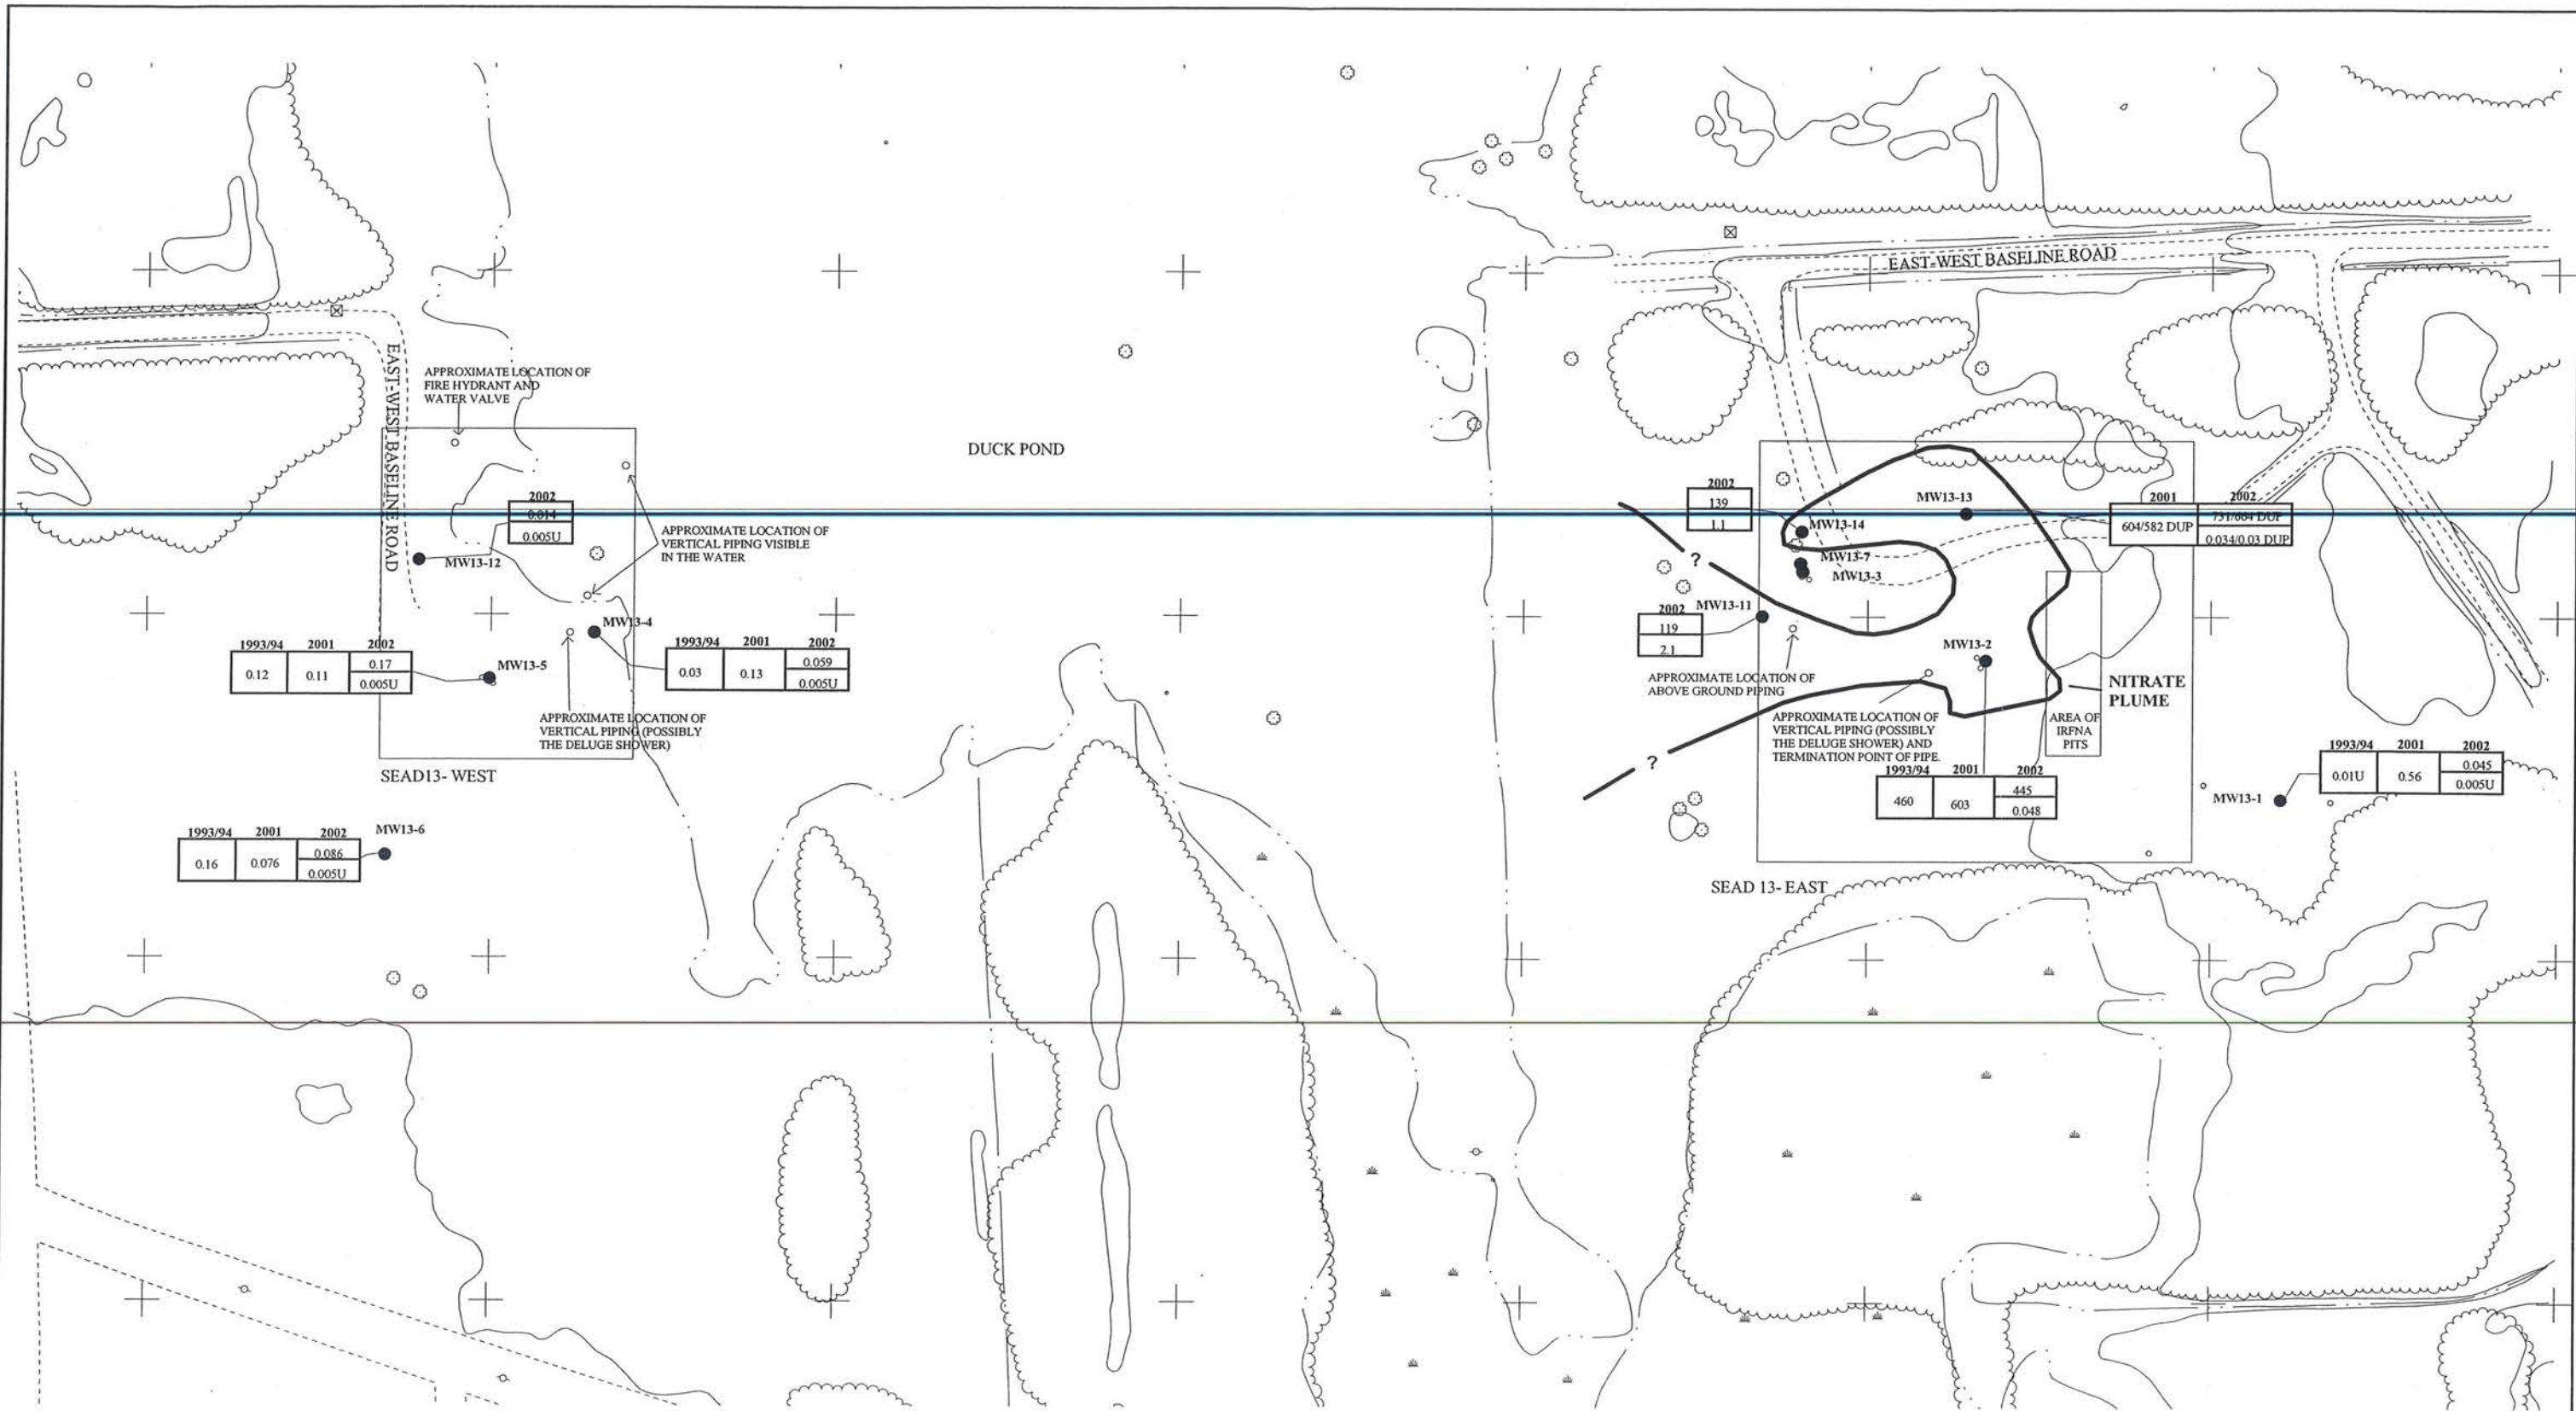 EAST-WEST BASELINE ROAD
EAST-WEST BASELINE ROAD
APPROXIMATE LOCATION OF
FIRE HYDRANT AND
WATER VALVE
DUCK POND
2002
0.014
0.005U
MW13-12
APPROXIMATE LOCATION OF
VERTICAL PIPING VISIBLE
IN THE WATER
MW13-4
1993/94 2001 2002
0.03 0.13 0.059
0.005U
1993/94 2001 2002
0.12 0.11 0.17
0.005U
MW13-5
APPROXIMATE LOCATION OF
VERTICAL PIPING (POSSIBLY
THE DELUGE SHOWER)
SEAD13- WEST
1993/94 2001 2002
0.16 0.076 0.086
0.005U
MW13-6
2002
139
1.1
MW13-14
MW13-13
2001 2002
604/582 DUP 731/664 DUP
0.034/0.03 DUP
?
MW13-7
MW13-3
2002
119
2.1
MW13-11
MW13-2
APPROXIMATE LOCATION OF
ABOVE GROUND PIPING
NITRATE
PLUME
APPROXIMATE LOCATION OF
VERTICAL PIPING (POSSIBLY
THE DELUGE SHOWER) AND
TERMINATION POINT OF PIPE.
AREA OF
IRFNA
PITS
?
1993/94 2001 2002
460 603 445
0.048
1993/94 2001 2002
0.01U 0.56 0.045
0.005U
MW13-1
SEAD 13- EAST